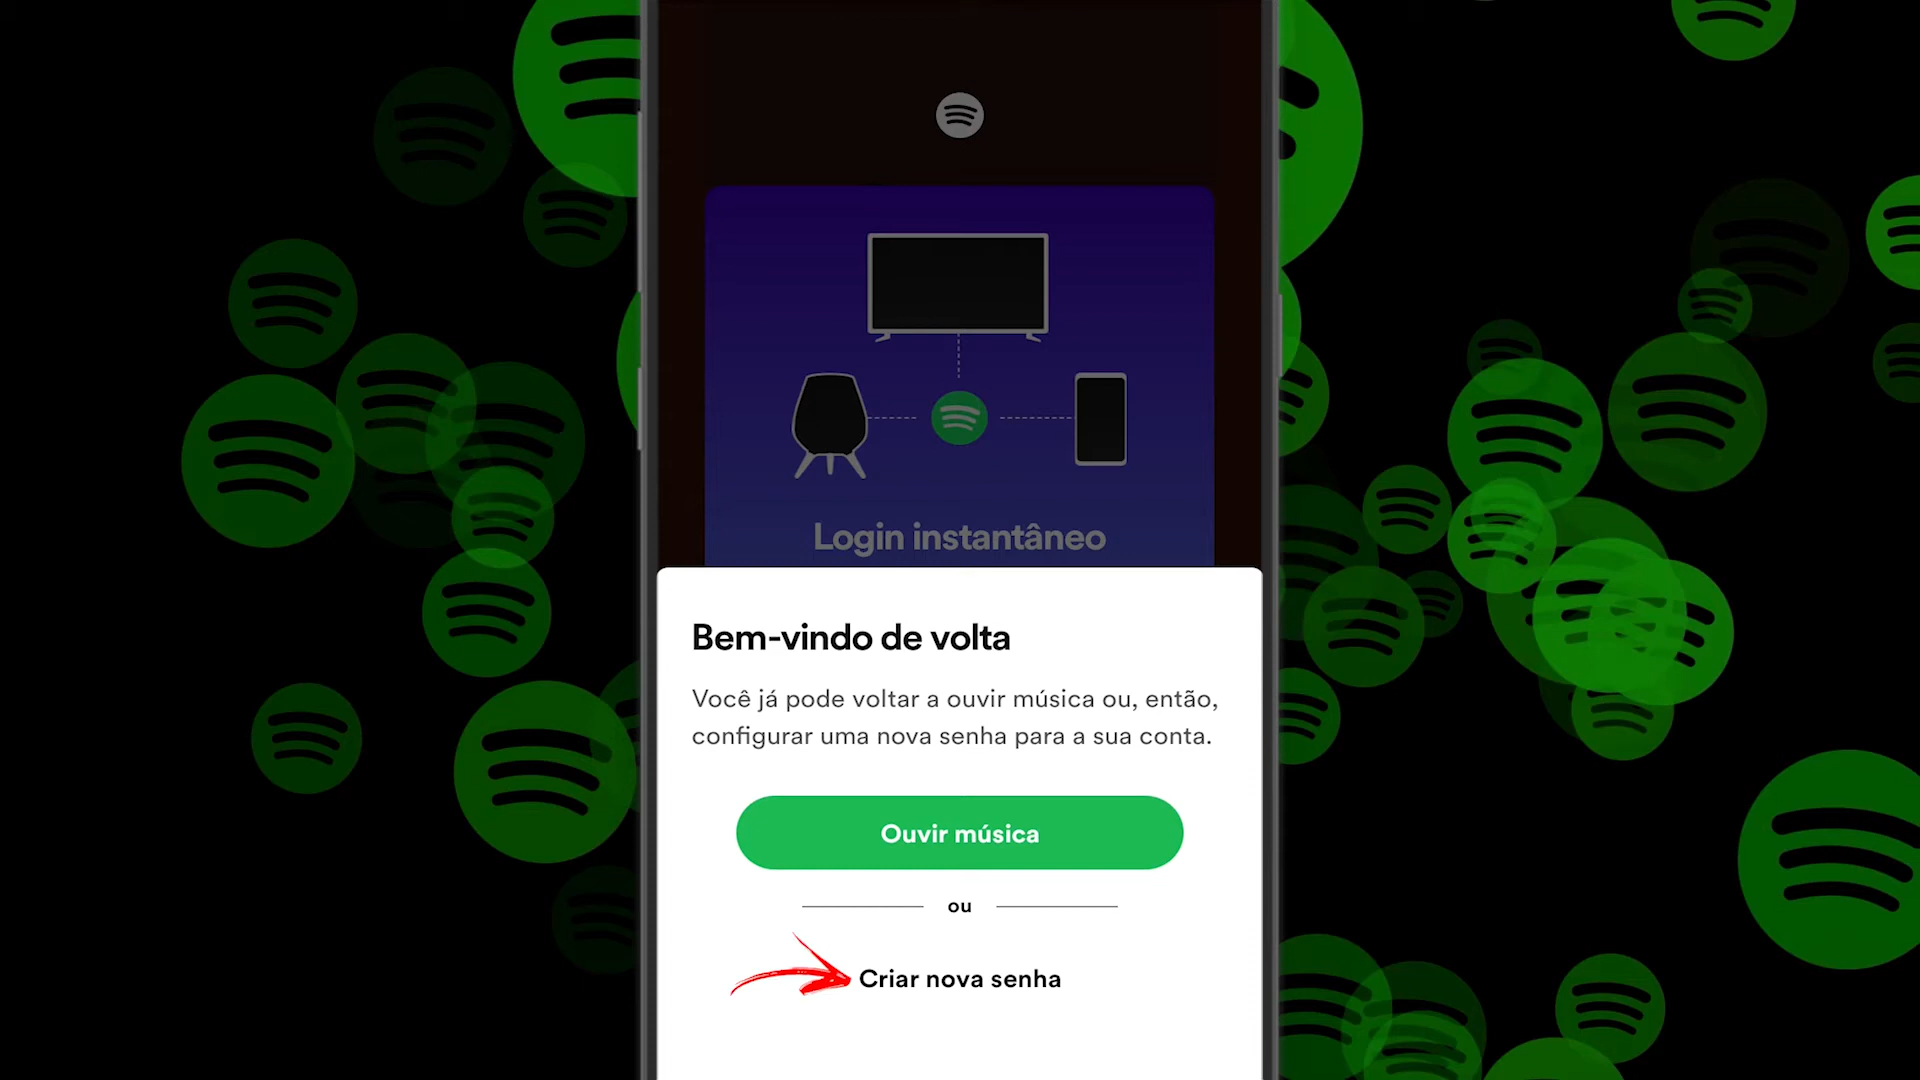 Login instantâneo
Bem-vindo de volta
Você já pode voltar a ouvir música ou, então,
configurar uma nova senha para a sua conta.
Ouvir música
ou
Criar nova senha